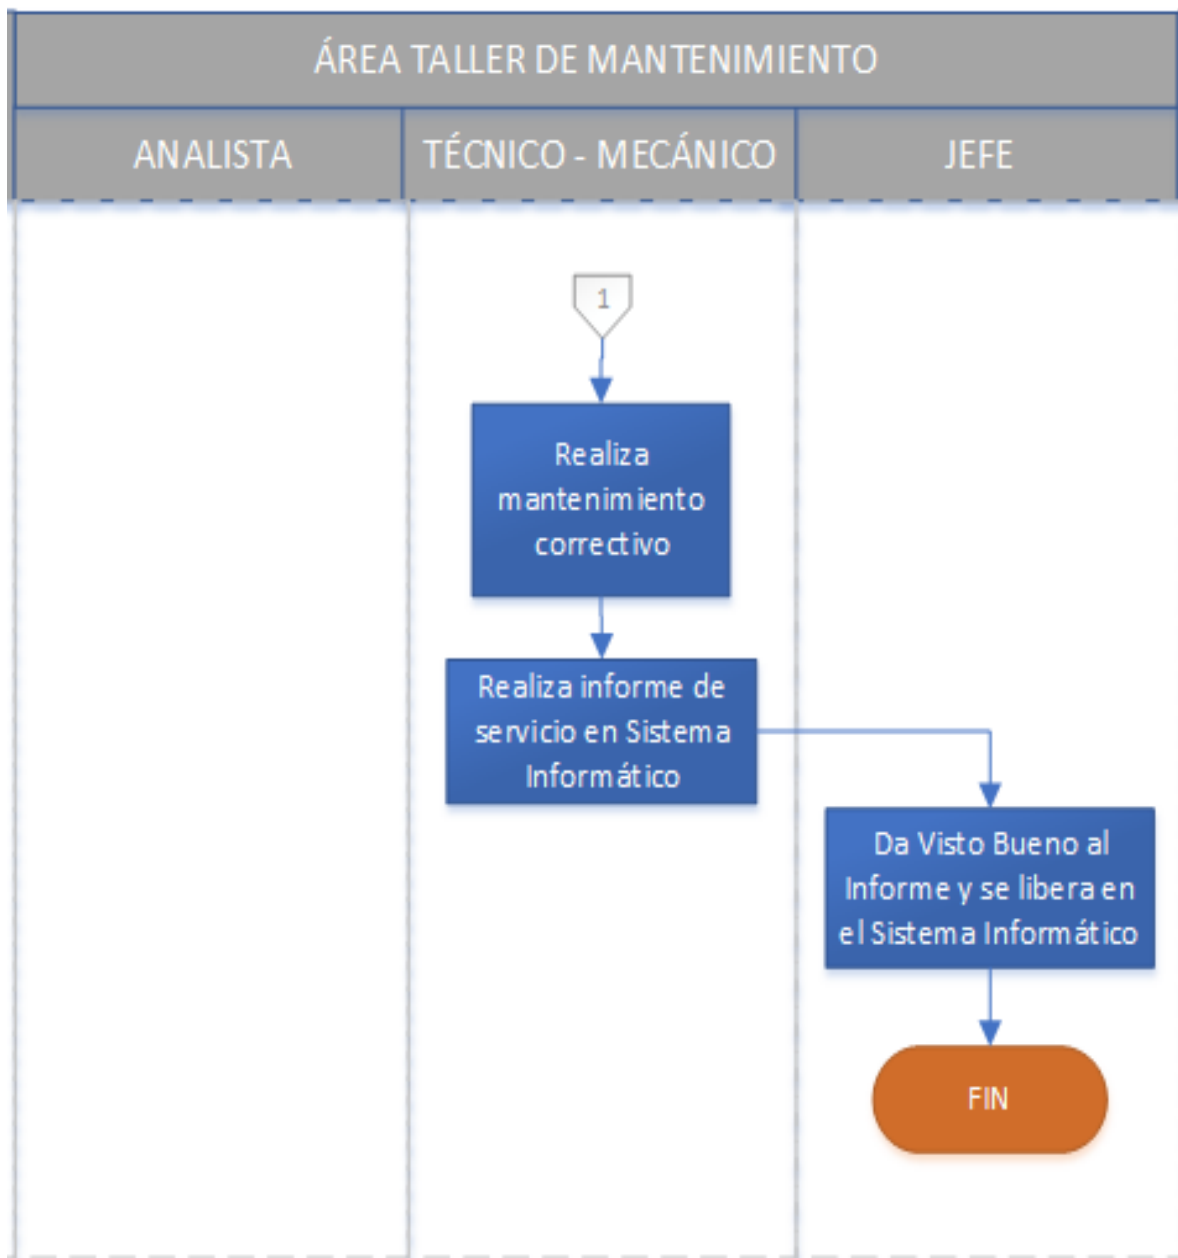 ÁREA TALLER DE MANTENIMIENTO
ANALISTA
TÉCNICO - MECÁNICO
JEFE
1
Realiza
mantenimiento
correctivo
Realiza informe de
servicio en Sistema
Informático
Da Visto Bueno al
Informe y se libera en
el Sistema Informático
FIN